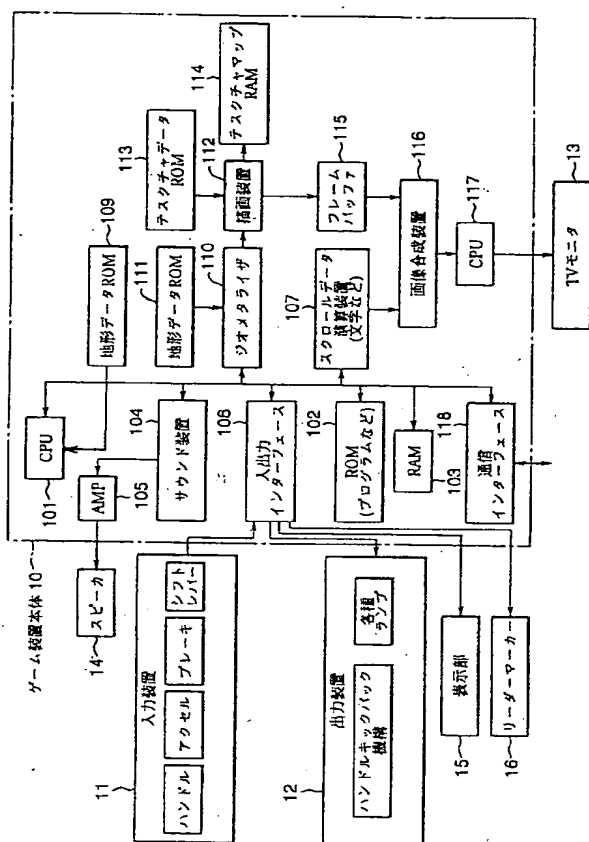 ゲーム装置本体 10
スピーカ
14
AMP
105
CPU
101
地形データROM
109
サウンド装置
104
入力装置
11
ハンドル
アクセル
ブレーキ
シフト
レバー
入出力
インターフェース
106
地形データROM
111
ジオメタライザ
110
テスクチャデータ
ROM
113
描画装置
112
テスクチャマップ
RAM
114
フレーム
バッファ
115
ROM
(プログラムなど)
102
スクロールデータ
演算装置
(文字など)
107
画像合成装置
116
RAM
103
CPU
117
通信
インターフェース
118
TVモニタ
13
出力装置
12
ハンドルキックバック
機構
各種
ランプ
表示部
15
リーダーマーカー
16